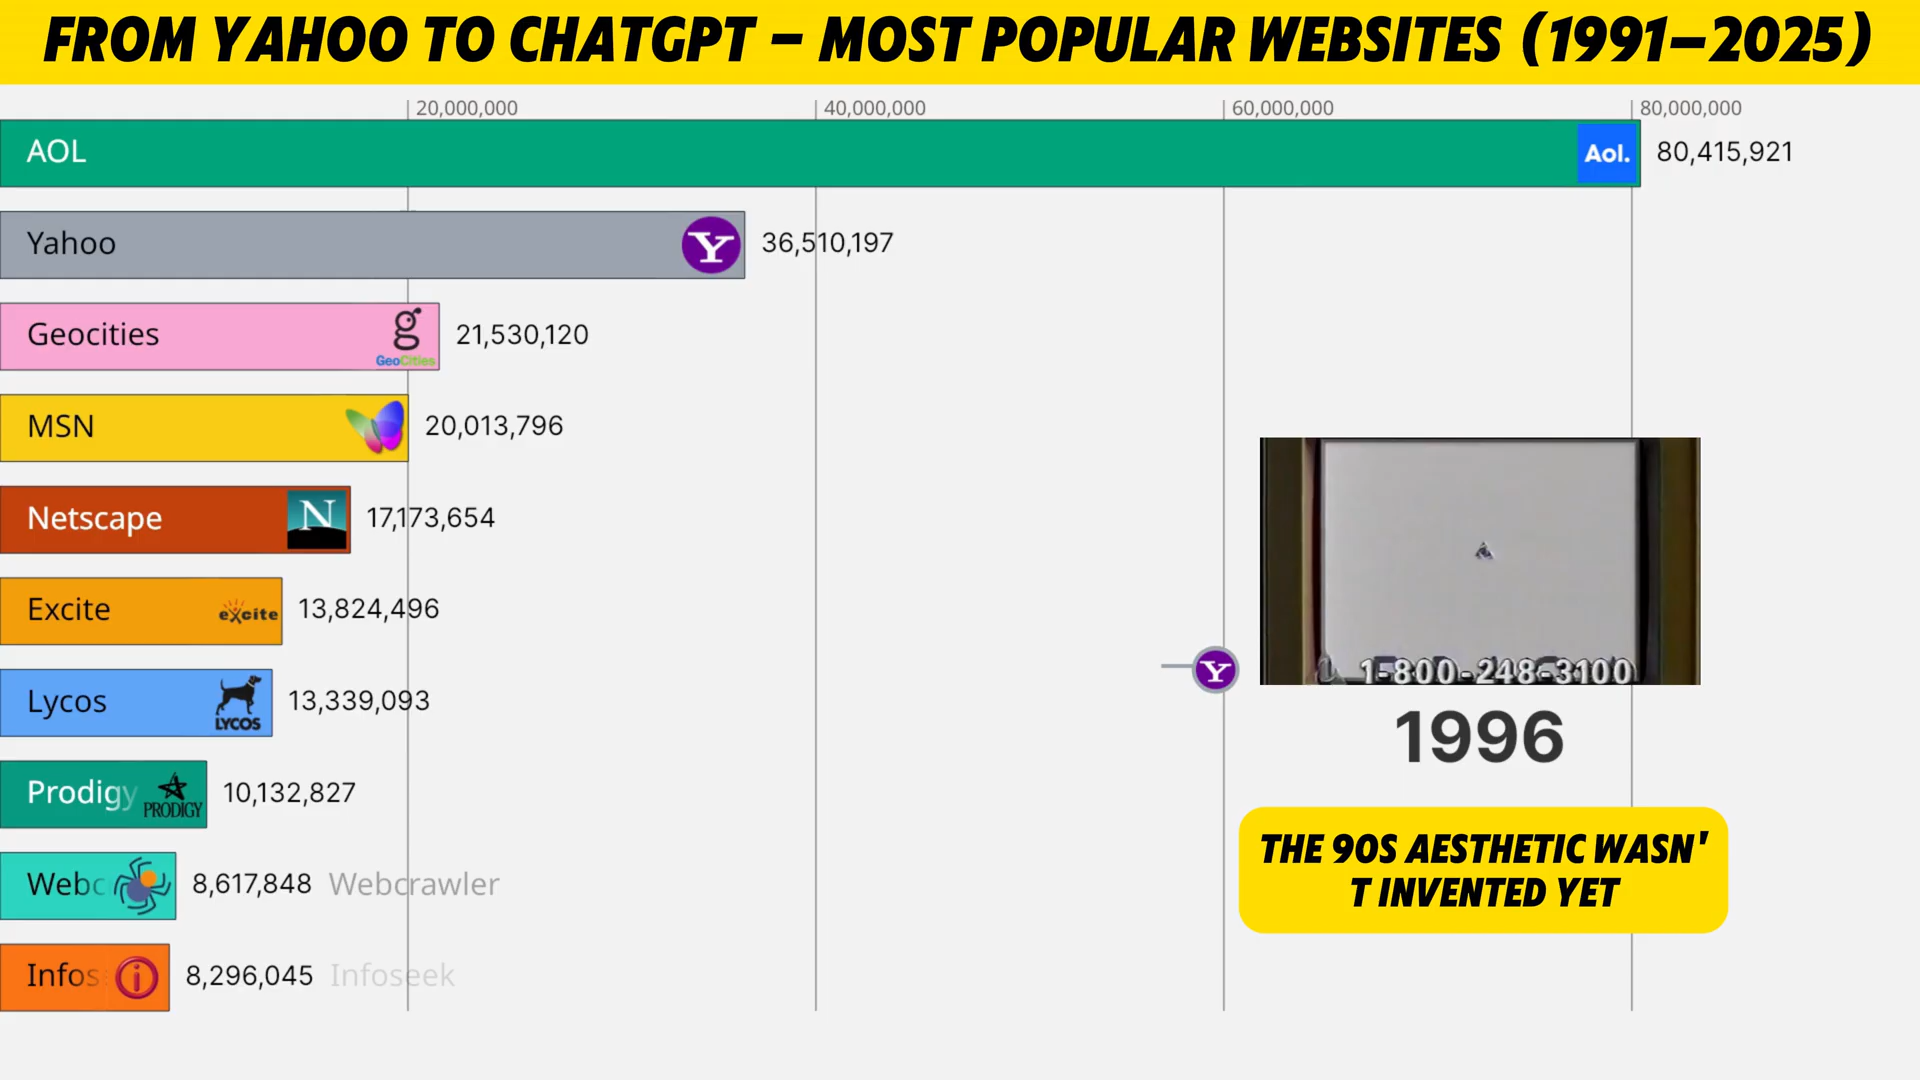 FROM YAHOO TO CHATGPT – MOST POPULAR WEBSITES (1991–2025)
20,000,000 40,000,000 60,000,000 80,000,000
AOL Aol. 80,415,921
Yahoo Y 36,510,197
Geocities g GeoCities 21,530,120
MSN 20,013,796
Netscape N 17,173,654
Excite excite 13,824,496
Lycos LYCOS 13,339,093
Prodigy PRODIGY 10,132,827
Webc 8,617,848 Webcrawler
Infos i 8,296,045 Infoseek
Y
1-800-248-3100
1996
THE 90S AESTHETIC WASN'
T INVENTED YET